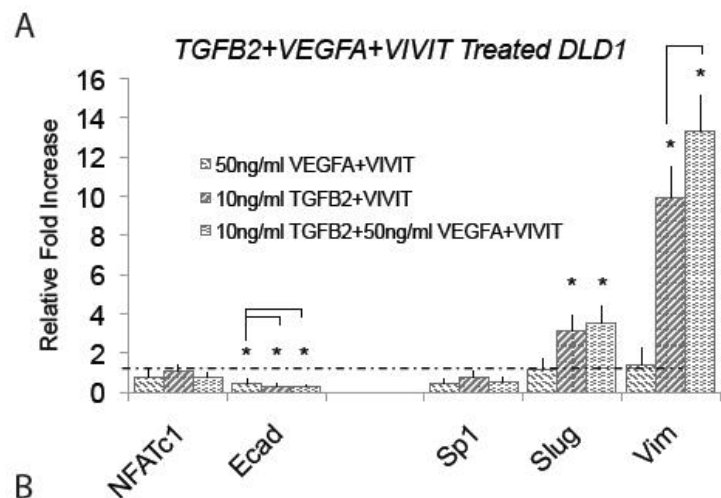 A
TGFB2+VEGFA+VIVIT Treated DLD1
Relative Fold Increase
16
14
12
10
8
6
4
2
0
50ng/ml VEGFA+VIVIT
10ng/ml TGFB2+VIVIT
10ng/ml TGFB2+50ng/ml VEGFA+VIVIT
* * *
* *
*
*
NFATc1
Ecad
Sp1
Slug
Vim
B